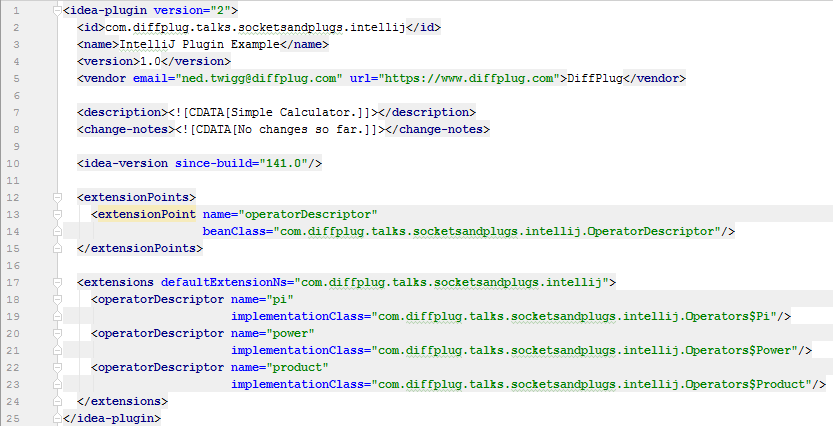 1 <idea-plugin version="2">
2 <id>com.diffplug.talks.socketsandplugs.intellij</id>
3 <name>IntelliJ Plugin Example</name>
4 <version>1.0</version>
5 <vendor email="ned.twigg@diffplug.com" url="https://www.diffplug.com">DiffPlug</vendor>
6
7 <description><![CDATA[Simple Calculator.]]></description>
8 <change-notes><![CDATA[No changes so far.]]></change-notes>
9
10 <idea-version since-build="141.0"/>
11
12 <extensionPoints>
13 <extensionPoint name="operatorDescriptor"
14 beanClass="com.diffplug.talks.socketsandplugs.intellij.OperatorDescriptor"/>
15 </extensionPoints>
16
17 <extensions defaultExtensionNs="com.diffplug.talks.socketsandplugs.intellij">
18 <operatorDescriptor name="pi"
19 implementationClass="com.diffplug.talks.socketsandplugs.intellij.Operators$Pi"/>
20 <operatorDescriptor name="power"
21 implementationClass="com.diffplug.talks.socketsandplugs.intellij.Operators$Power"/>
22 <operatorDescriptor name="product"
23 implementationClass="com.diffplug.talks.socketsandplugs.intellij.Operators$Product"/>
24 </extensions>
25 </idea-plugin>